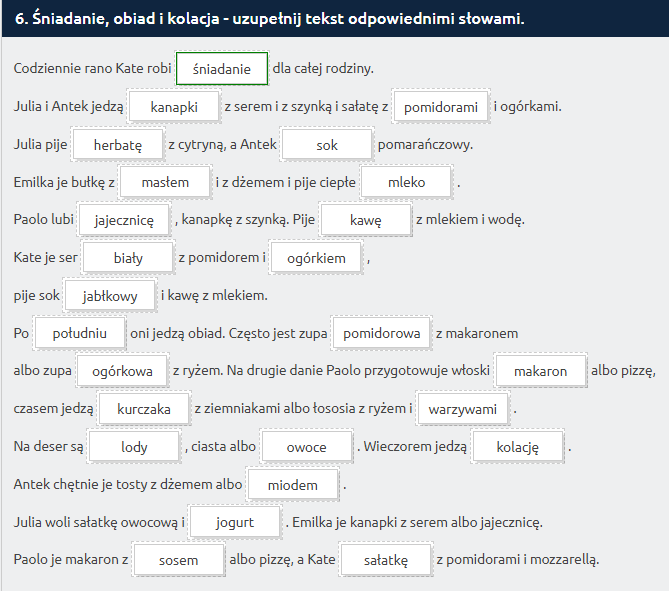 6. Śniadanie, obiad i kolacja - uzupełnij tekst odpowiednimi słowami.
Codziennie rano Kate robi śniadanie dla całej rodziny.
Julia i Antek jedzą kanapki z serem i z szynką i sałatę z pomidorami i ogórkami.
Julia pije herbatę z cytryną, a Antek sok pomarańczowy.
Emilka je bułkę z masłem i z dżemem i pije ciepłe mleko .
Paolo lubi jajecznicę , kanapkę z szynką. Pije kawę z mlekiem i wodę.
Kate je ser biały z pomidorem i ogórkiem ,
pije sok jabłkowy i kawę z mlekiem.
Po południu oni jedzą obiad. Często jest zupa pomidorowa z makaronem
albo zupa ogórkowa z ryżem. Na drugie danie Paolo przygotowuje włoski makaron albo pizzę,
czasem jedzą kurczaka z ziemniakami albo łososia z ryżem i warzywami .
Na deser są lody , ciasta albo owoce . Wieczorem jedzą kolację .
Antek chętnie je tosty z dżemem albo miodem .
Julia woli sałatkę owocową i jogurt . Emilka je kanapki z serem albo jajecznicę.
Paolo je makaron z sosem albo pizzę, a Kate sałatkę z pomidorami i mozzarellą.